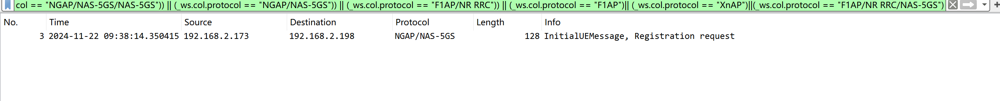 col == "NGAP/NAS-5GS/NAS-5GS")) || (_ws.col.protocol == "NGAP/NAS-5GS")) || (_ws.col.protocol == "F1AP/NR RRC")) || (_ws.col.protocol == "F1AP")|| (_ws.col.protocol == "XnAP")||(_ws.col.protocol == "F1AP/NR RRC/NAS-5GS")
No. Time Source Destination Protocol Length Info
3 2024-11-22 09:38:14.350415 192.168.2.173 192.168.2.198 NGAP/NAS-5GS 128 InitialUEMessage, Registration request